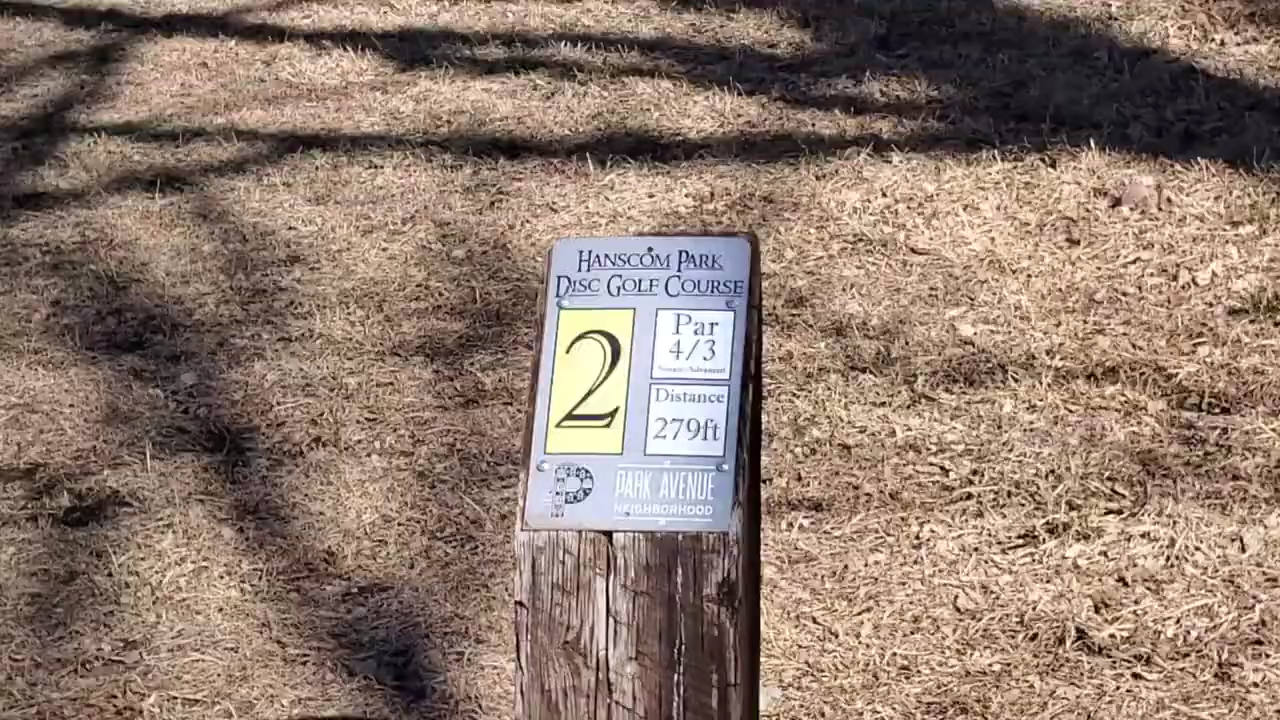 HANSCOM PARK
DISC GOLF COURSE
2
Par
4/3
Distance
279ft
P
PARK AVENUE
NEIGHBORHOOD